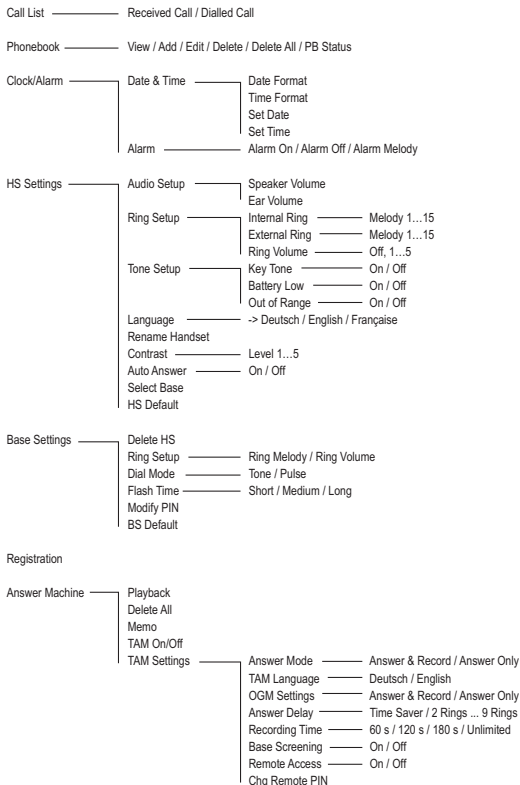 Call List Received Call / Dialled Call
Phonebook View / Add / Edit / Delete / Delete All / PB Status
Clock/Alarm Date & Time Date Format
Time Format
Set Date
Set Time
Alarm Alarm On / Alarm Off / Alarm Melody
HS Settings Audio Setup Speaker Volume
Ear Volume
Ring Setup Internal Ring Melody 1…15
External Ring Melody 1…15
Ring Volume Off, 1…5
Tone Setup Key Tone On / Off
Battery Low On / Off
Out of Range On / Off
Language -> Deutsch / English / Française
Rename Handset
Contrast Level 1…5
Auto Answer On / Off
Select Base
HS Default
Base Settings Delete HS
Ring Setup Ring Melody / Ring Volume
Dial Mode Tone / Pulse
Flash Time Short / Medium / Long
Modify PIN
BS Default
Registration
Answer Machine Playback
Delete All
Memo
TAM On/Off
TAM Settings Answer Mode Answer & Record / Answer Only
TAM Language Deutsch / English
OGM Settings Answer & Record / Answer Only
Answer Delay Time Saver / 2 Rings ... 9 Rings
Recording Time 60 s / 120 s / 180 s / Unlimited
Base Screening On / Off
Remote Access On / Off
Chg Remote PIN